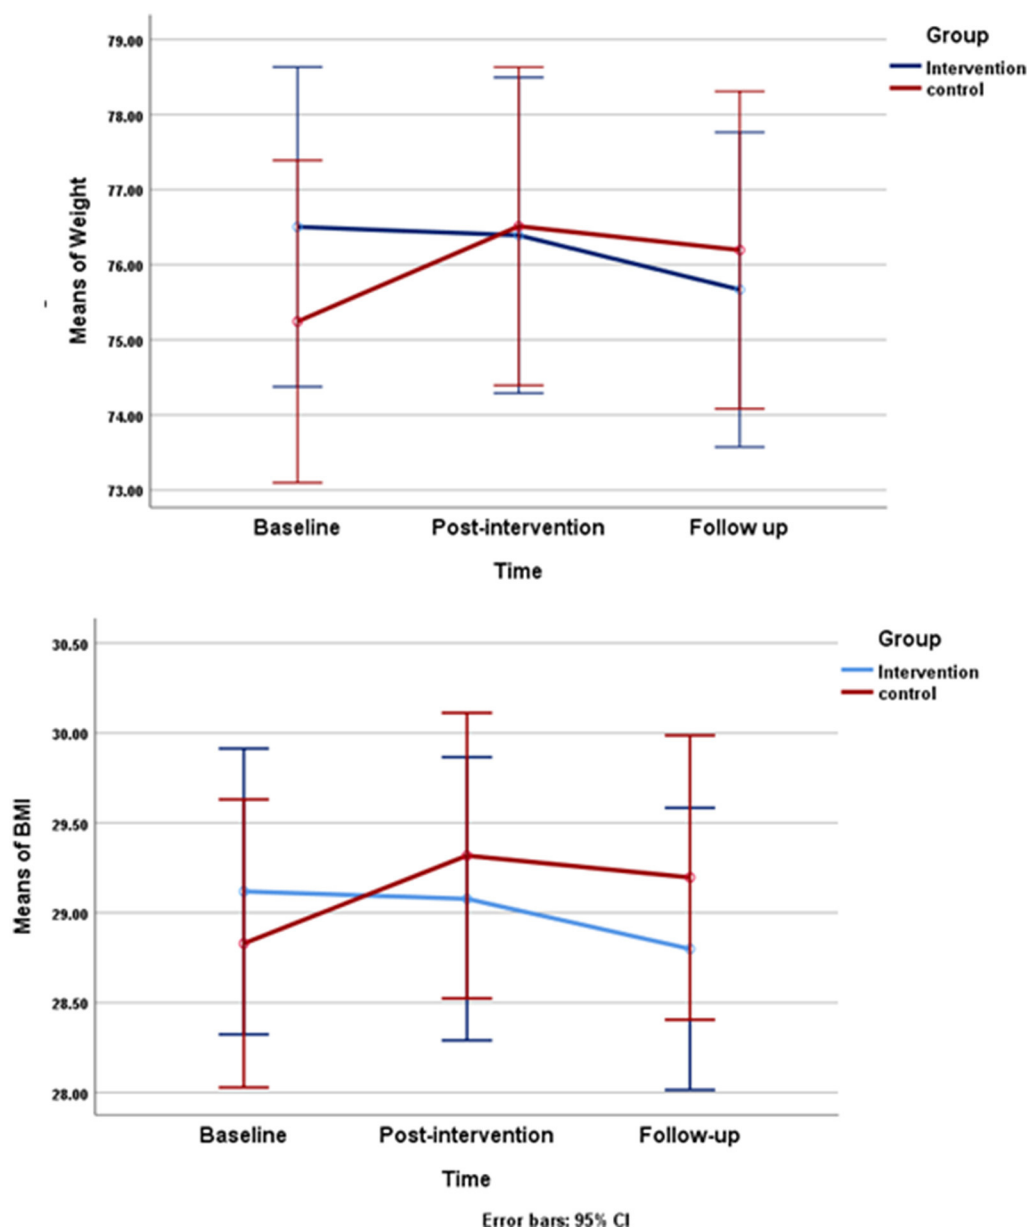 79.00
78.00
77.00
76.00
75.00
74.00
73.00
Means of Weight
-
Group
Intervention
control
Baseline Post-intervention Follow up
Time
30.50
30.00
29.50
29.00
28.50
28.00
Means of BMI
Group
Intervention
control
Baseline Post-intervention Follow-up
Time
Error bars: 95% CI